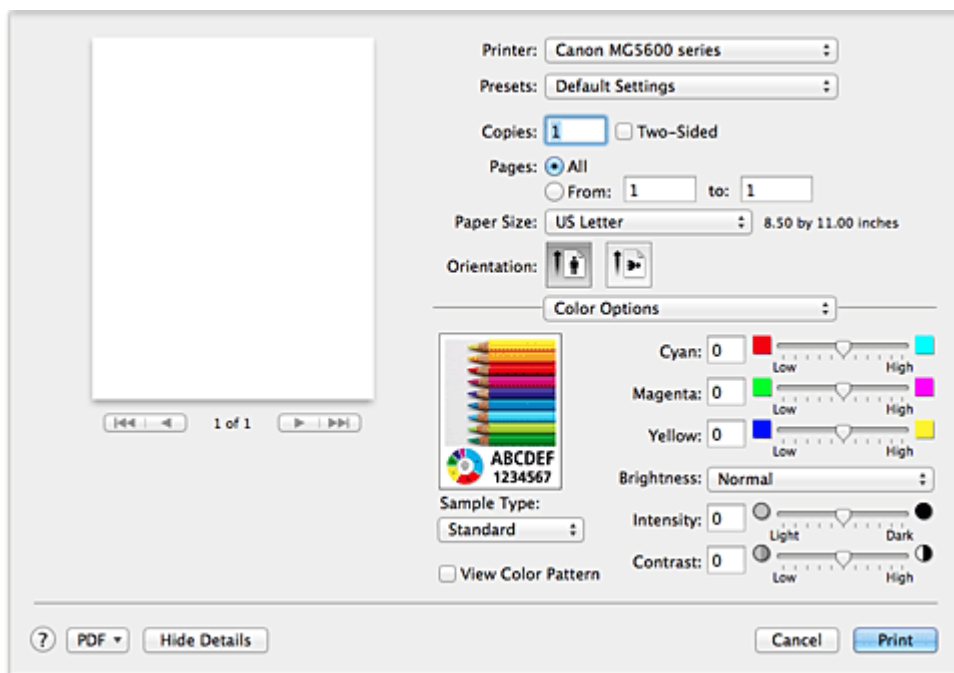 Printer: Canon MG5600 series
Presets: Default Settings
Copies: 1 Two-Sided
Pages: All
From: 1 to: 1
Paper Size: US Letter 8.50 by 11.00 inches
Orientation:
Color Options
Cyan: 0
Low High
Magenta: 0
Low High
Yellow: 0
Low High
ABCDEF
1234567
Brightness: Normal
Sample Type:
Standard
Intensity: 0
Light Dark
View Color Pattern
Contrast: 0
Low High
1 of 1
? PDF Hide Details Cancel Print